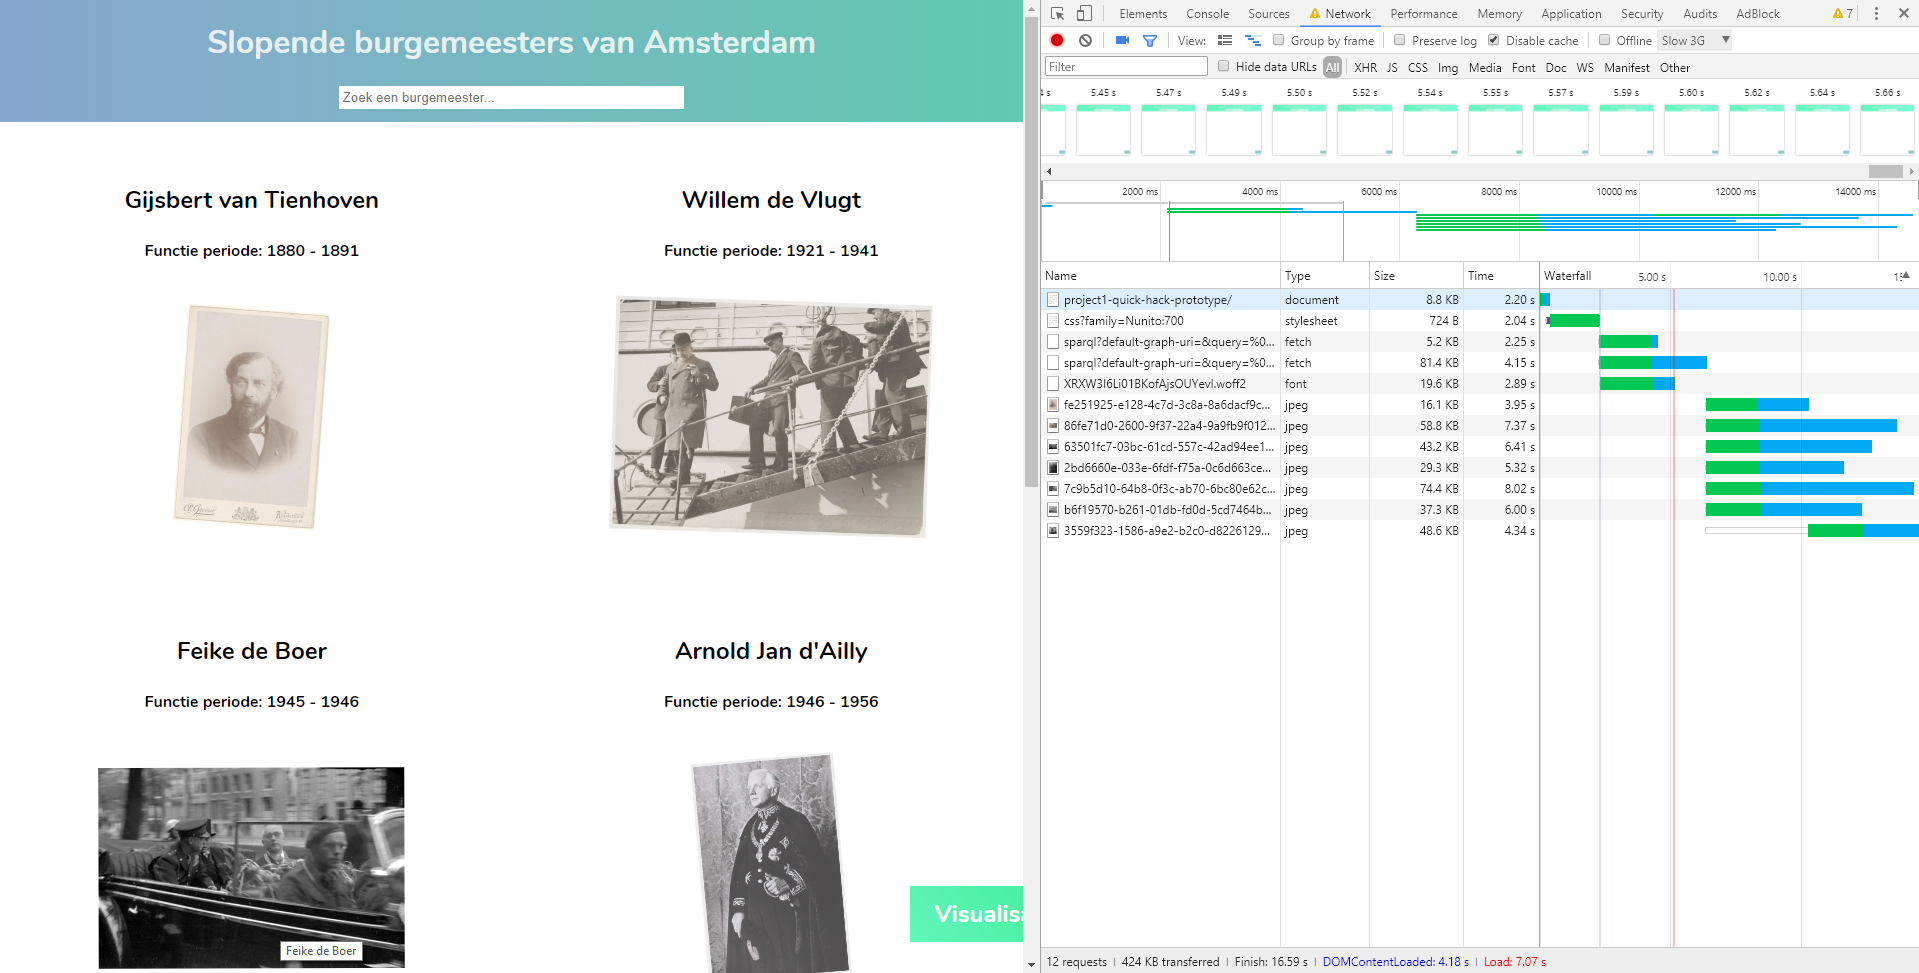 Slopende burgemeesters van Amsterdam
Zoek een burgemeester...
Gijsbert van Tienhoven
Functie periode: 1880 - 1891
Willem de Vlugt
Functie periode: 1921 - 1941
Feike de Boer
Functie periode: 1945 - 1946
Arnold Jan d'Ailly
Functie periode: 1946 - 1956
Feike de Boer
Visualisa
Elements Console Sources Network Performance Memory Application Security Audits AdBlock 7
View: Group by frame Preserve log Disable cache Offline Slow 3G
Filter Hide data URLs All XHR JS CSS Img Media Font Doc WS Manifest Other
4 s 5.45 s 5.47 s 5.49 s 5.50 s 5.52 s 5.54 s 5.55 s 5.57 s 5.59 s 5.60 s 5.62 s 5.64 s 5.66 s
2000 ms 4000 ms 6000 ms 8000 ms 10000 ms 12000 ms 14000 ms
Name Type Size Time Waterfall 5.00 s 10.00 s 15
project1-quick-hack-prototype/ document 8.8 KB 2.20 s
css?family=Nunito:700 stylesheet 724 B 2.04 s
sparql?default-graph-uri=&query=%0... fetch 5.2 KB 2.25 s
sparql?default-graph-uri=&query=%0... fetch 81.4 KB 4.15 s
XRXW3I6Li01BKofAjsOUYevI.woff2 font 19.6 KB 2.89 s
fe251925-e128-4c7d-3c8a-8a6dacf9c... jpeg 16.1 KB 3.95 s
86fe71d0-2600-9f37-22a4-9a9fb9f012... jpeg 58.8 KB 7.37 s
63501fc7-03bc-61cd-557c-42ad94ee1... jpeg 43.2 KB 6.41 s
2bd6660e-033e-6fdf-f75a-0c6d663ce... jpeg 29.3 KB 5.32 s
7c9b5d10-64b8-0f3c-ab70-6bc80e62c... jpeg 74.4 KB 8.02 s
b6f19570-b261-01db-fd0d-5cd7464b... jpeg 37.3 KB 6.00 s
3559f323-1586-a9e2-b2c0-d8226129... jpeg 48.6 KB 4.34 s
12 requests | 424 KB transferred | Finish: 16.59 s | DOMContentLoaded: 4.18 s | Load: 7.07 s